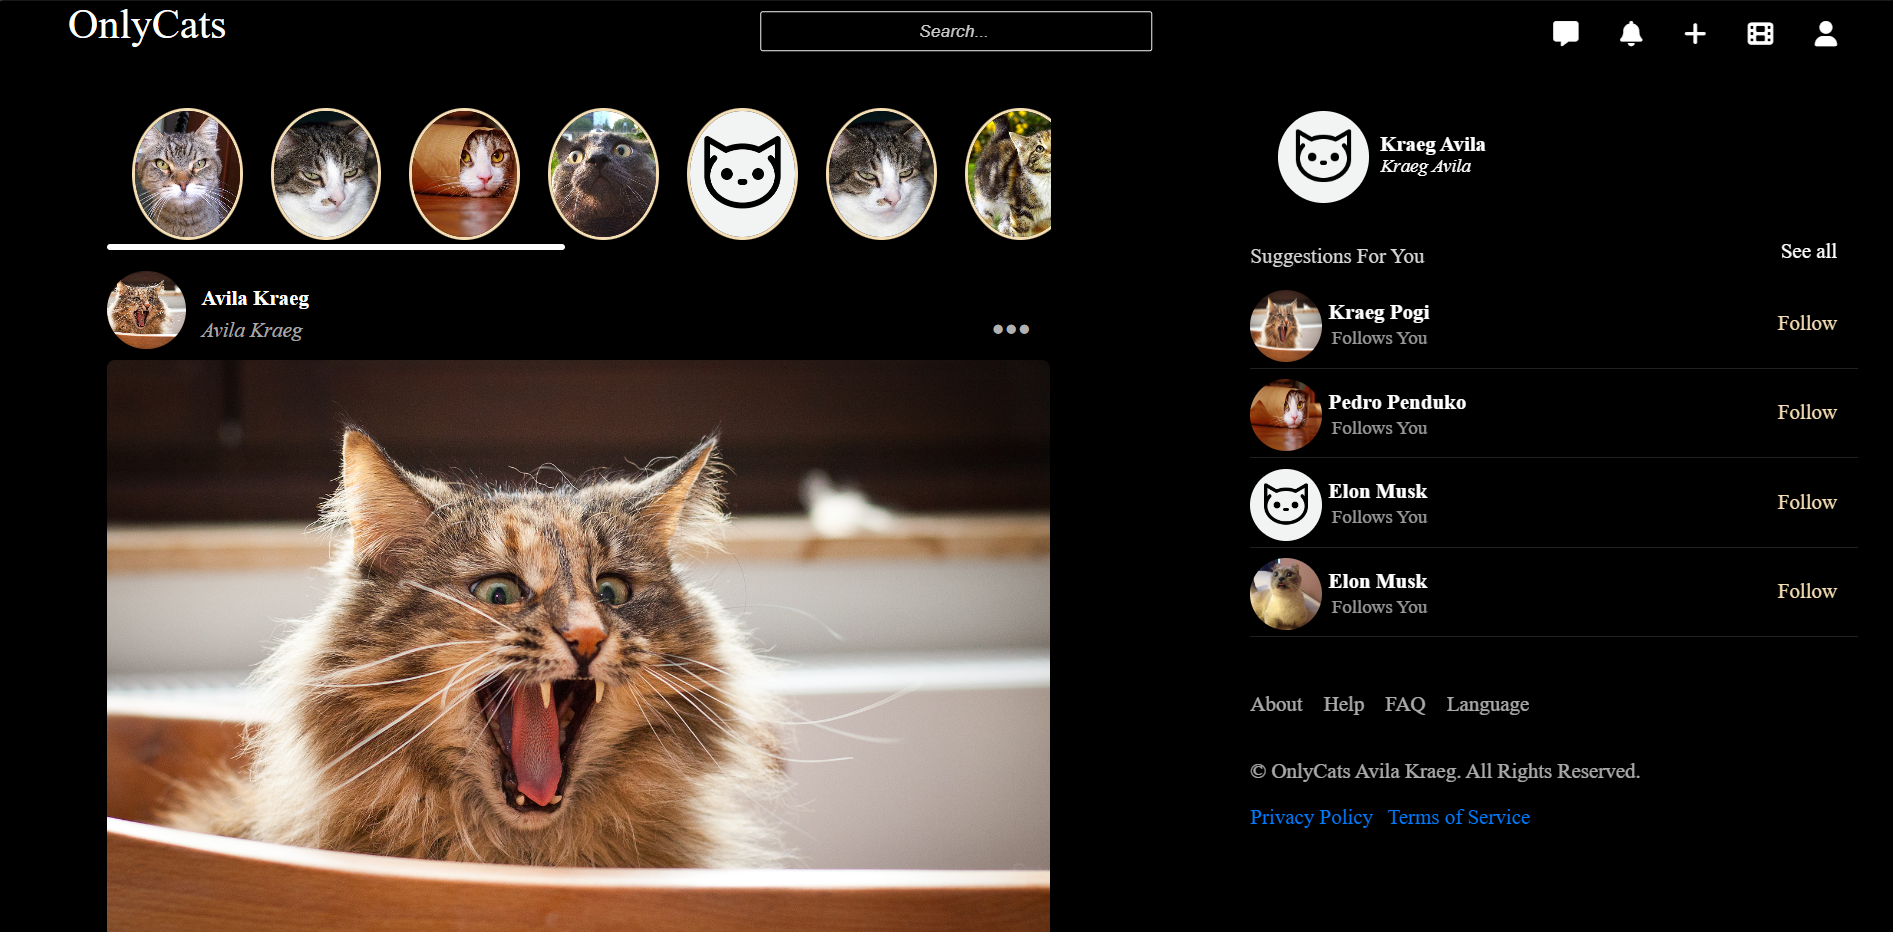 OnlyCats
Search...
Kraeg Avila
Kraeg Avila
Suggestions For You
See all
Avila Kraeg
Avila Kraeg
Kraeg Pogi
Follows You
Follow
Pedro Penduko
Follows You
Follow
Elon Musk
Follows You
Follow
Elon Musk
Follows You
Follow
About Help FAQ Language
© OnlyCats Avila Kraeg. All Rights Reserved.
Privacy Policy Terms of Service